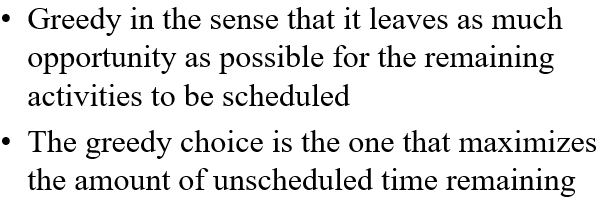 • Greedy in the sense that it leaves as much
opportunity as possible for the remaining
activities to be scheduled
• The greedy choice is the one that maximizes
the amount of unscheduled time remaining